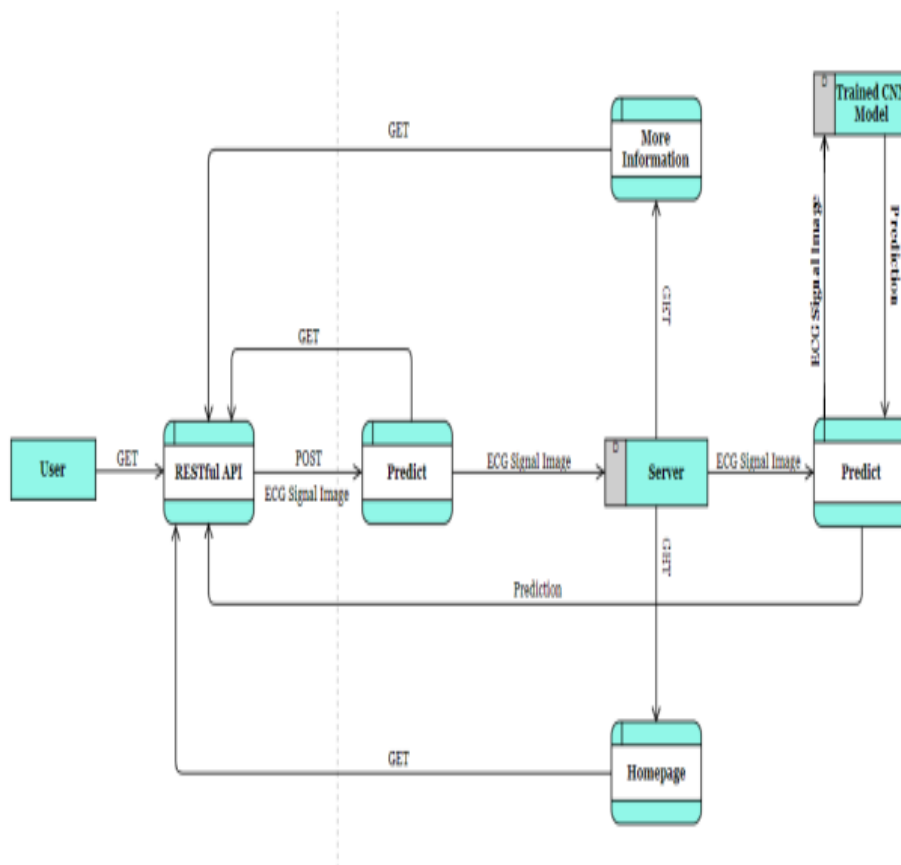 Trained CNN
Model
GET
More
Information
ECG Signal Image
Prediction
GET
GET
User
GET
RESTful API
POST
ECG Signal Image
Predict
ECG Signal Image
D
Server
ECG Signal Image
Predict
GET
Prediction
GET
Homepage